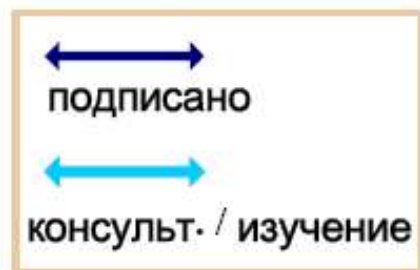 подписано
консульт. / изучение